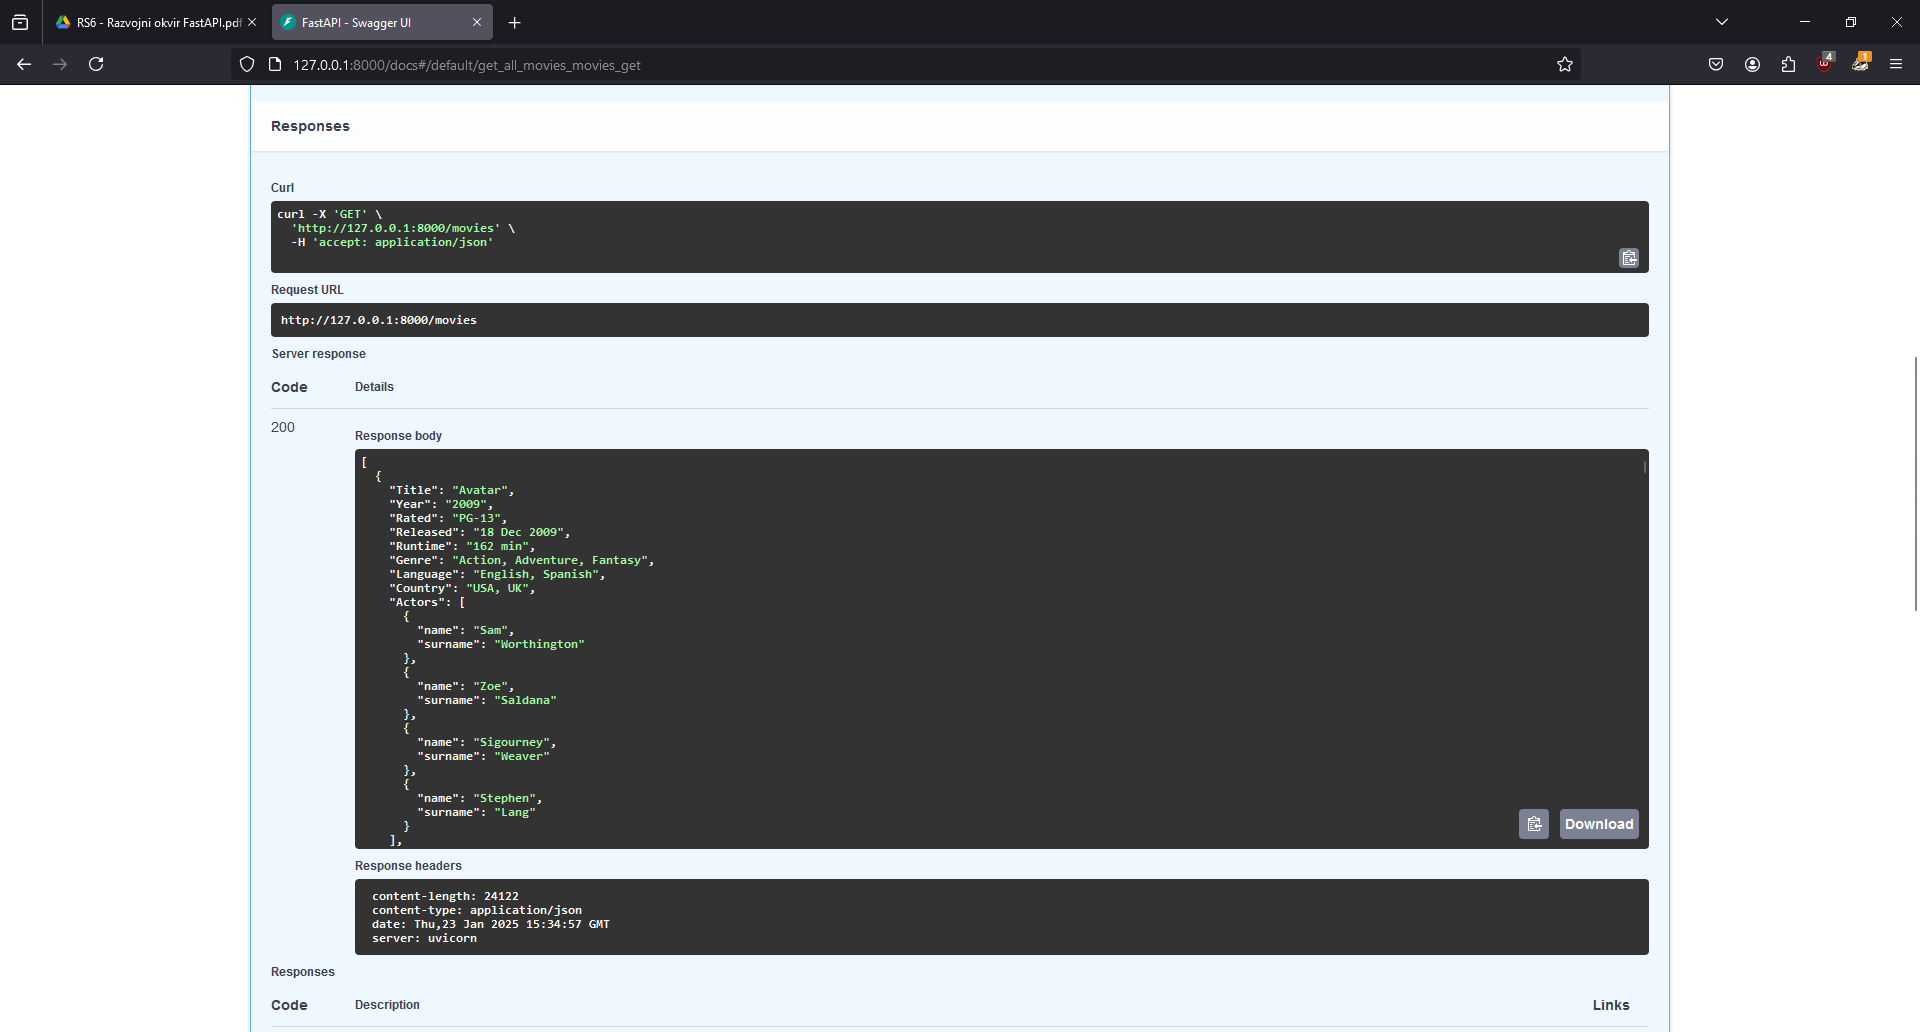 RS6 - Razvojni okvir FastAPI.pdf
FastAPI - Swagger UI
127.0.0.1:8000/docs#/default/get_all_movies_movies_get
4
1
Responses
Curl
curl -X 'GET' \
'http://127.0.0.1:8000/movies' \
-H 'accept: application/json'
Request URL
http://127.0.0.1:8000/movies
Server response
Code Details
200
Response body
[
{
"Title": "Avatar",
"Year": "2009",
"Rated": "PG-13",
"Released": "18 Dec 2009",
"Runtime": "162 min",
"Genre": "Action, Adventure, Fantasy",
"Language": "English, Spanish",
"Country": "USA, UK",
"Actors": [
{
"name": "Sam",
"surname": "Worthington"
},
{
"name": "Zoe",
"surname": "Saldana"
},
{
"name": "Sigourney",
"surname": "Weaver"
},
{
"name": "Stephen",
"surname": "Lang"
}
],
Download
Response headers
content-length: 24122
content-type: application/json
date: Thu,23 Jan 2025 15:34:57 GMT
server: uvicorn
Responses
Code Description Links